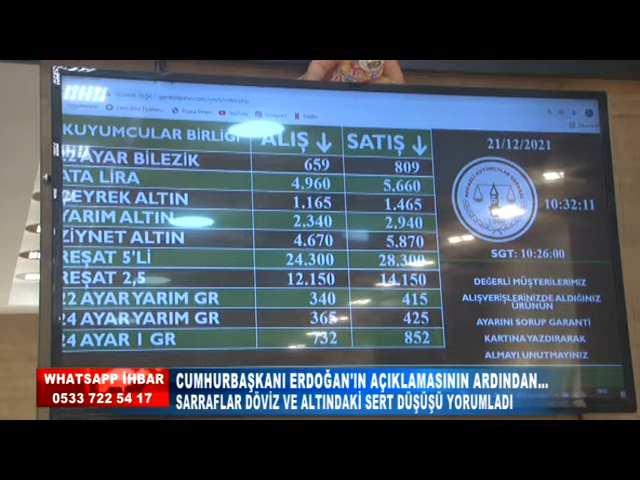 KUYUMCULAR BİRLİĞİ ALIŞ ↓ SATIŞ ↓
AYAR BİLEZİK 659 809
ATA LİRA 4.960 5.660
ZEYREK ALTIN 1.165 1.465
YARIM ALTIN 2.340 2.940
ZİYNET ALTIN 4.670 5.870
REŞAT 5'Lİ 24.300 28.300
REŞAT 2,5 12.150 14.150
22 AYAR YARIM GR 340 415
24 AYAR YARIM GR 365 425
24 AYAR 1 GR 732 852
21/12/2021
10:32:11
SGT: 10:26:00
DEĞERLİ MÜŞTERİLERİMİZ
ALIŞVERİŞLERİNİZDE ALDIĞINIZ
ÜRÜNÜN
AYARINI SORUP GARANTİ
KARTINA YAZDIRARAK
ALMAYI UNUTMAYINIZ
WHATSAPP İHBAR
0533 722 54 17
CUMHURBAŞKANI ERDOĞAN'IN AÇIKLAMASININ ARDINDAN...
SARRAFLAR DÖVİZ VE ALTINDAKİ SERT DÜŞÜŞÜ YORUMLADI